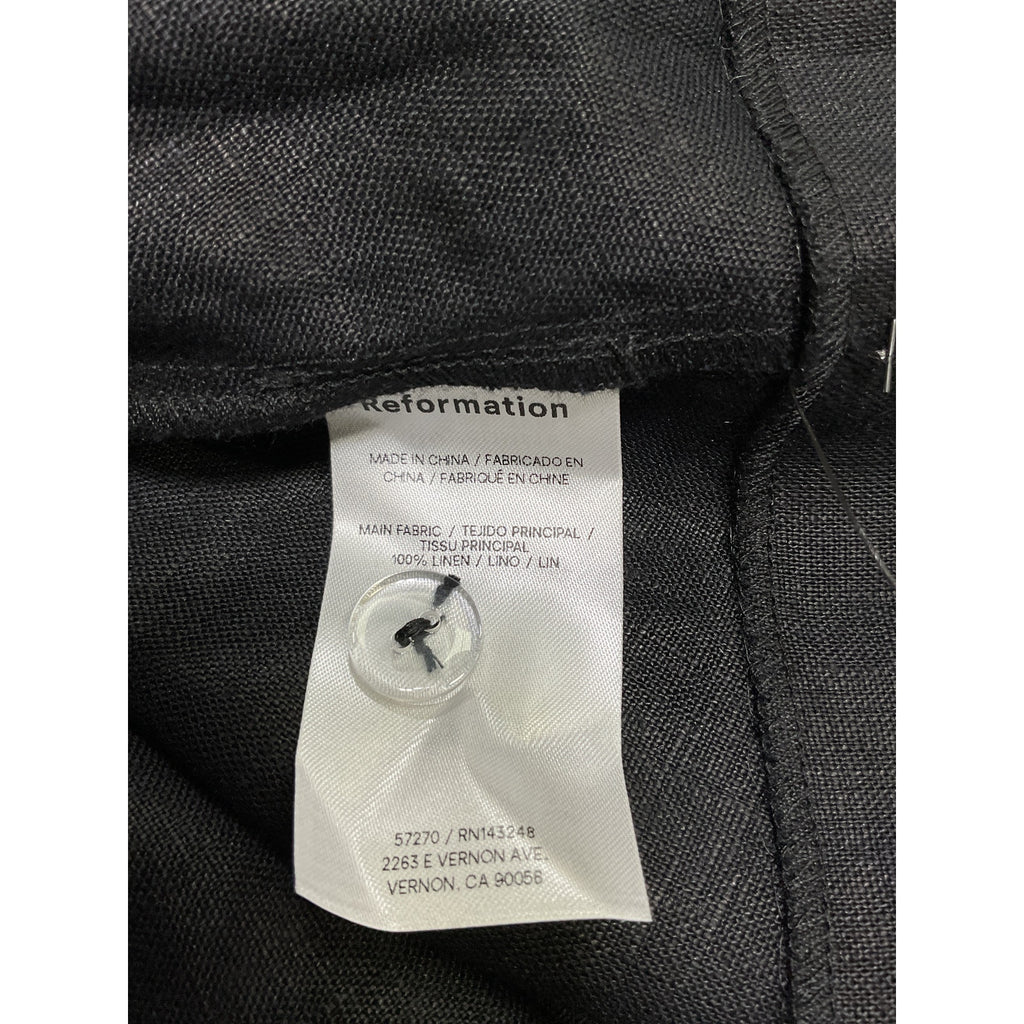 Reformation
MADE IN CHINA / FABRICADO EN
CHINA / FABRIQUÉ EN CHINE
MAIN FABRIC / TEJIDO PRINCIPAL /
TISSU PRINCIPAL
100% LINEN / LINO / LIN
57270 / RN143248
2263 E VERNON AVE.
VERNON, CA 90058